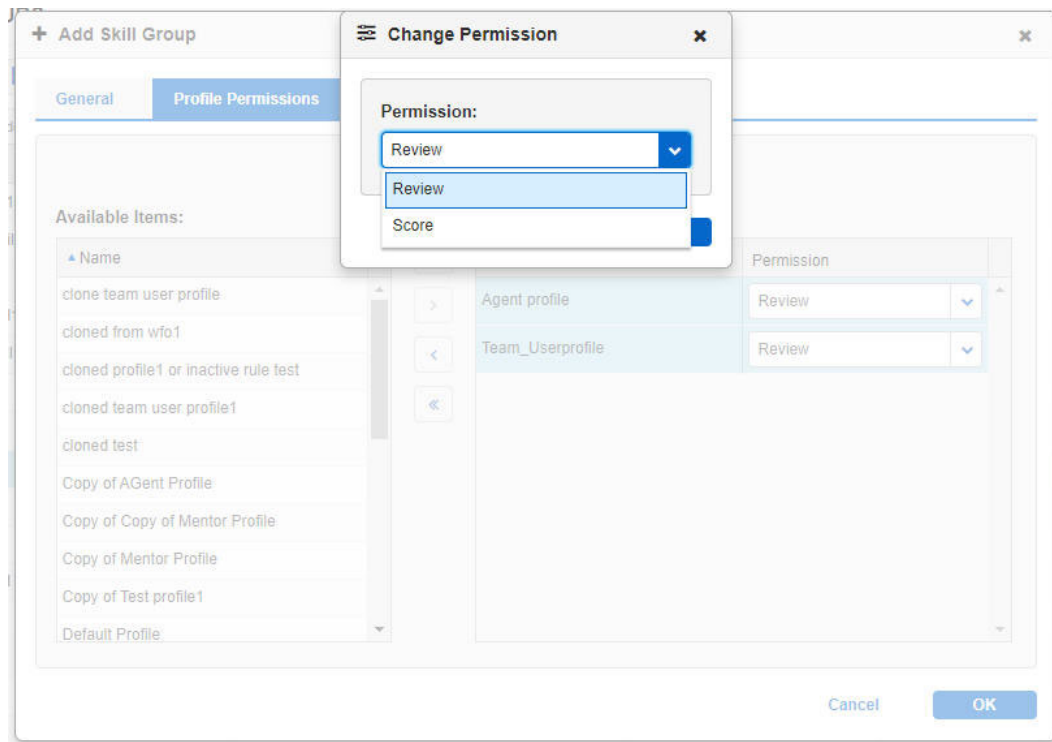 Add Skill Group
Change Permission
General
Profile Permissions
Permission:
Review
Review
Score
Available Items:
Name
Permission
clone team user profile
cloned from wfo1
cloned profile1 or inactive rule test
cloned team user profile1
cloned test
Copy of AGent Profile
Copy of Copy of Mentor Profile
Copy of Mentor Profile
Copy of Test profile1
Default Profile
Agent profile
Review
Team_Userprofile
Review
Cancel
OK